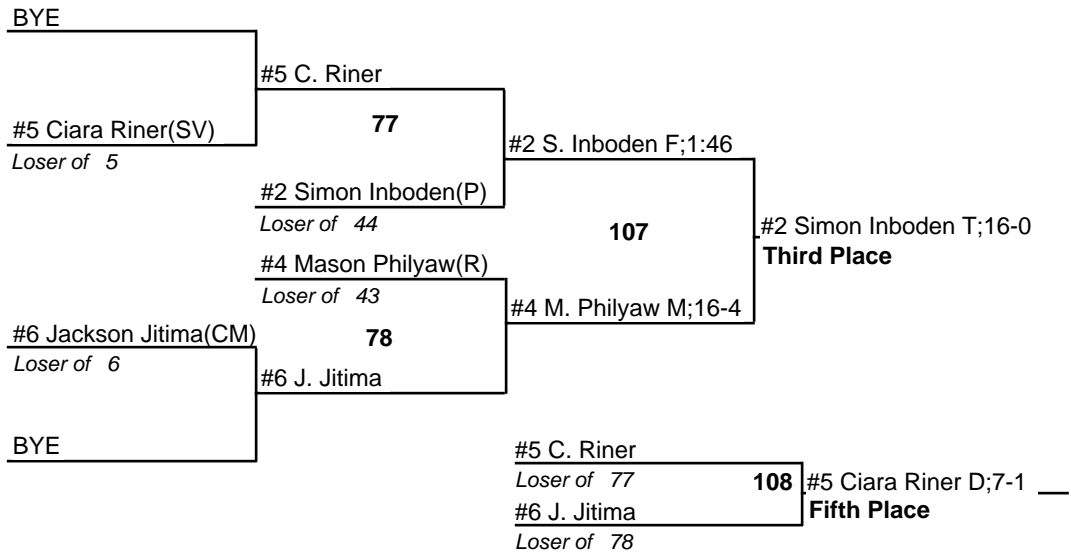 BYE
#5 C. Riner
#5 Ciara Riner(SV)
Loser of 5
77
#2 S. Inboden F;1:46
#2 Simon Inboden(P)
Loser of 44
107
#2 Simon Inboden T;16-0
Third Place
#4 Mason Philyaw(R)
Loser of 43
#4 M. Philyaw M;16-4
#6 Jackson Jitima(CM)
Loser of 6
78
#6 J. Jitima
BYE
#5 C. Riner
Loser of 77
108
#5 Ciara Riner D;7-1
Fifth Place
#6 J. Jitima
Loser of 78